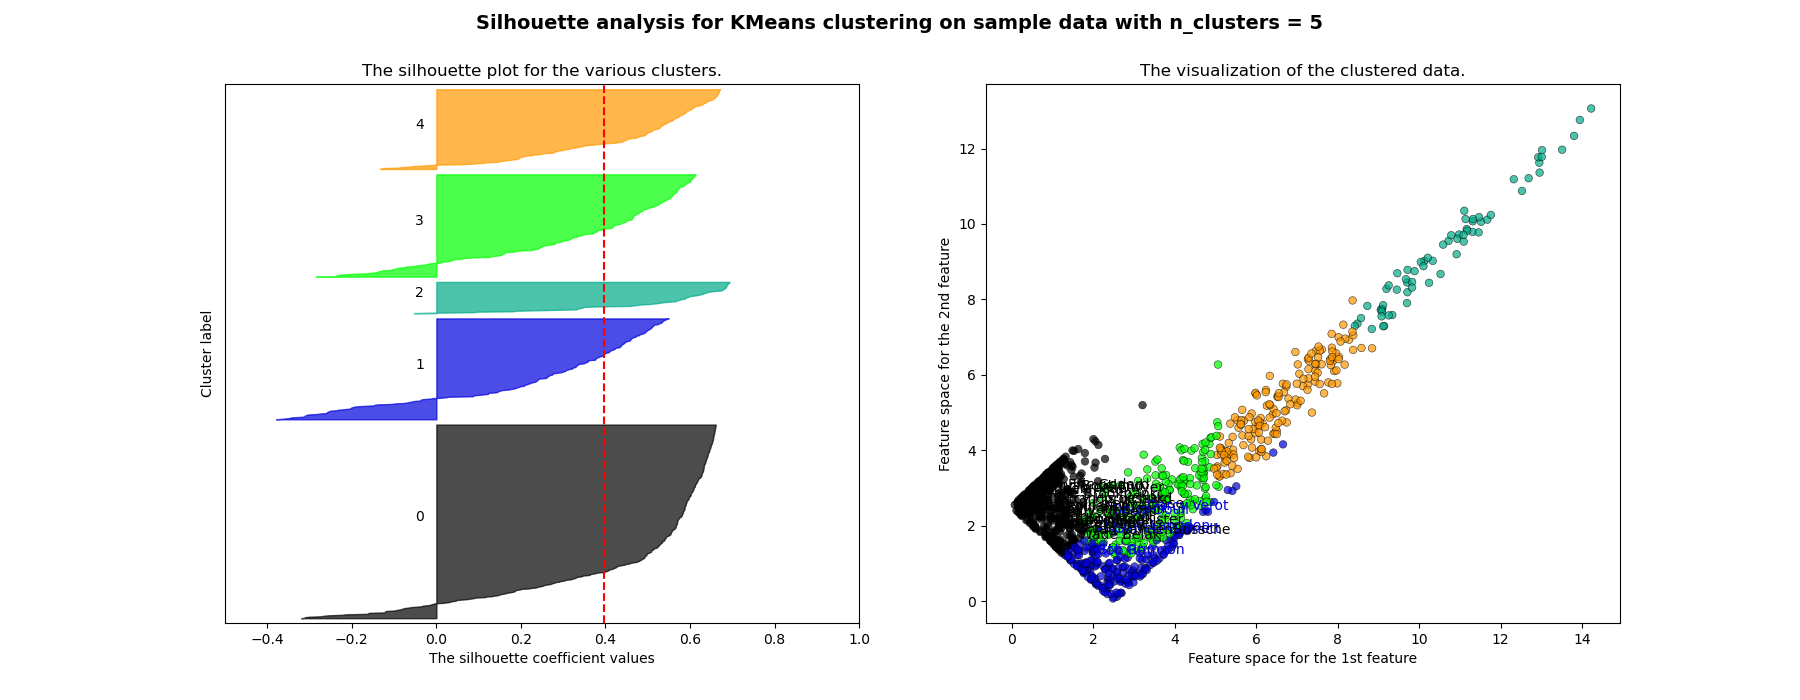 Silhouette analysis for KMeans clustering on sample data with n_clusters = 5
The silhouette plot for the various clusters.
4
3
2
1
0
Cluster label
−0.4 −0.2 0.0 0.2 0.4 0.6 0.8 1.0
The silhouette coefficient values
The visualization of the clustered data.
12
10
8
6
4
2
0
Feature space for the 2nd feature
0 2 4 6 8 10 12 14
Feature space for the 1st feature